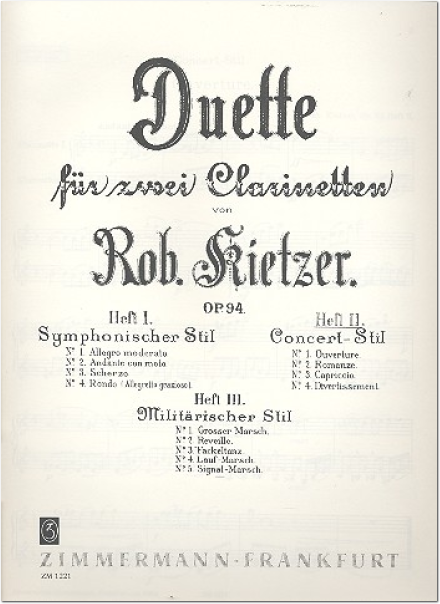 Duette
für zwei Clarinetten
von
Rob. Kietzer.
OP. 94.
Heft I.
Symphonischer Stil
Nº 1. Allegro moderato
Nº 2. Andante con moto
Nº 3. Scherzo
Nº 4. Rondo (Allegretto grazioso)
Heft II.
Concert-Stil
Nº 1. Ouverture.
Nº 2. Romanze.
Nº 3. Capriccio.
Nº 4. Divertissement.
Heft III.
Militärischer Stil
Nº 1. Grosser Marsch.
Nº 2. Reveille.
Nº 3. Fackeltanz.
Nº 4. Lauf-Marsch.
Nº 5. Signal-Marsch.
ZIMMERMANN-FRANKFURT
ZM 1221